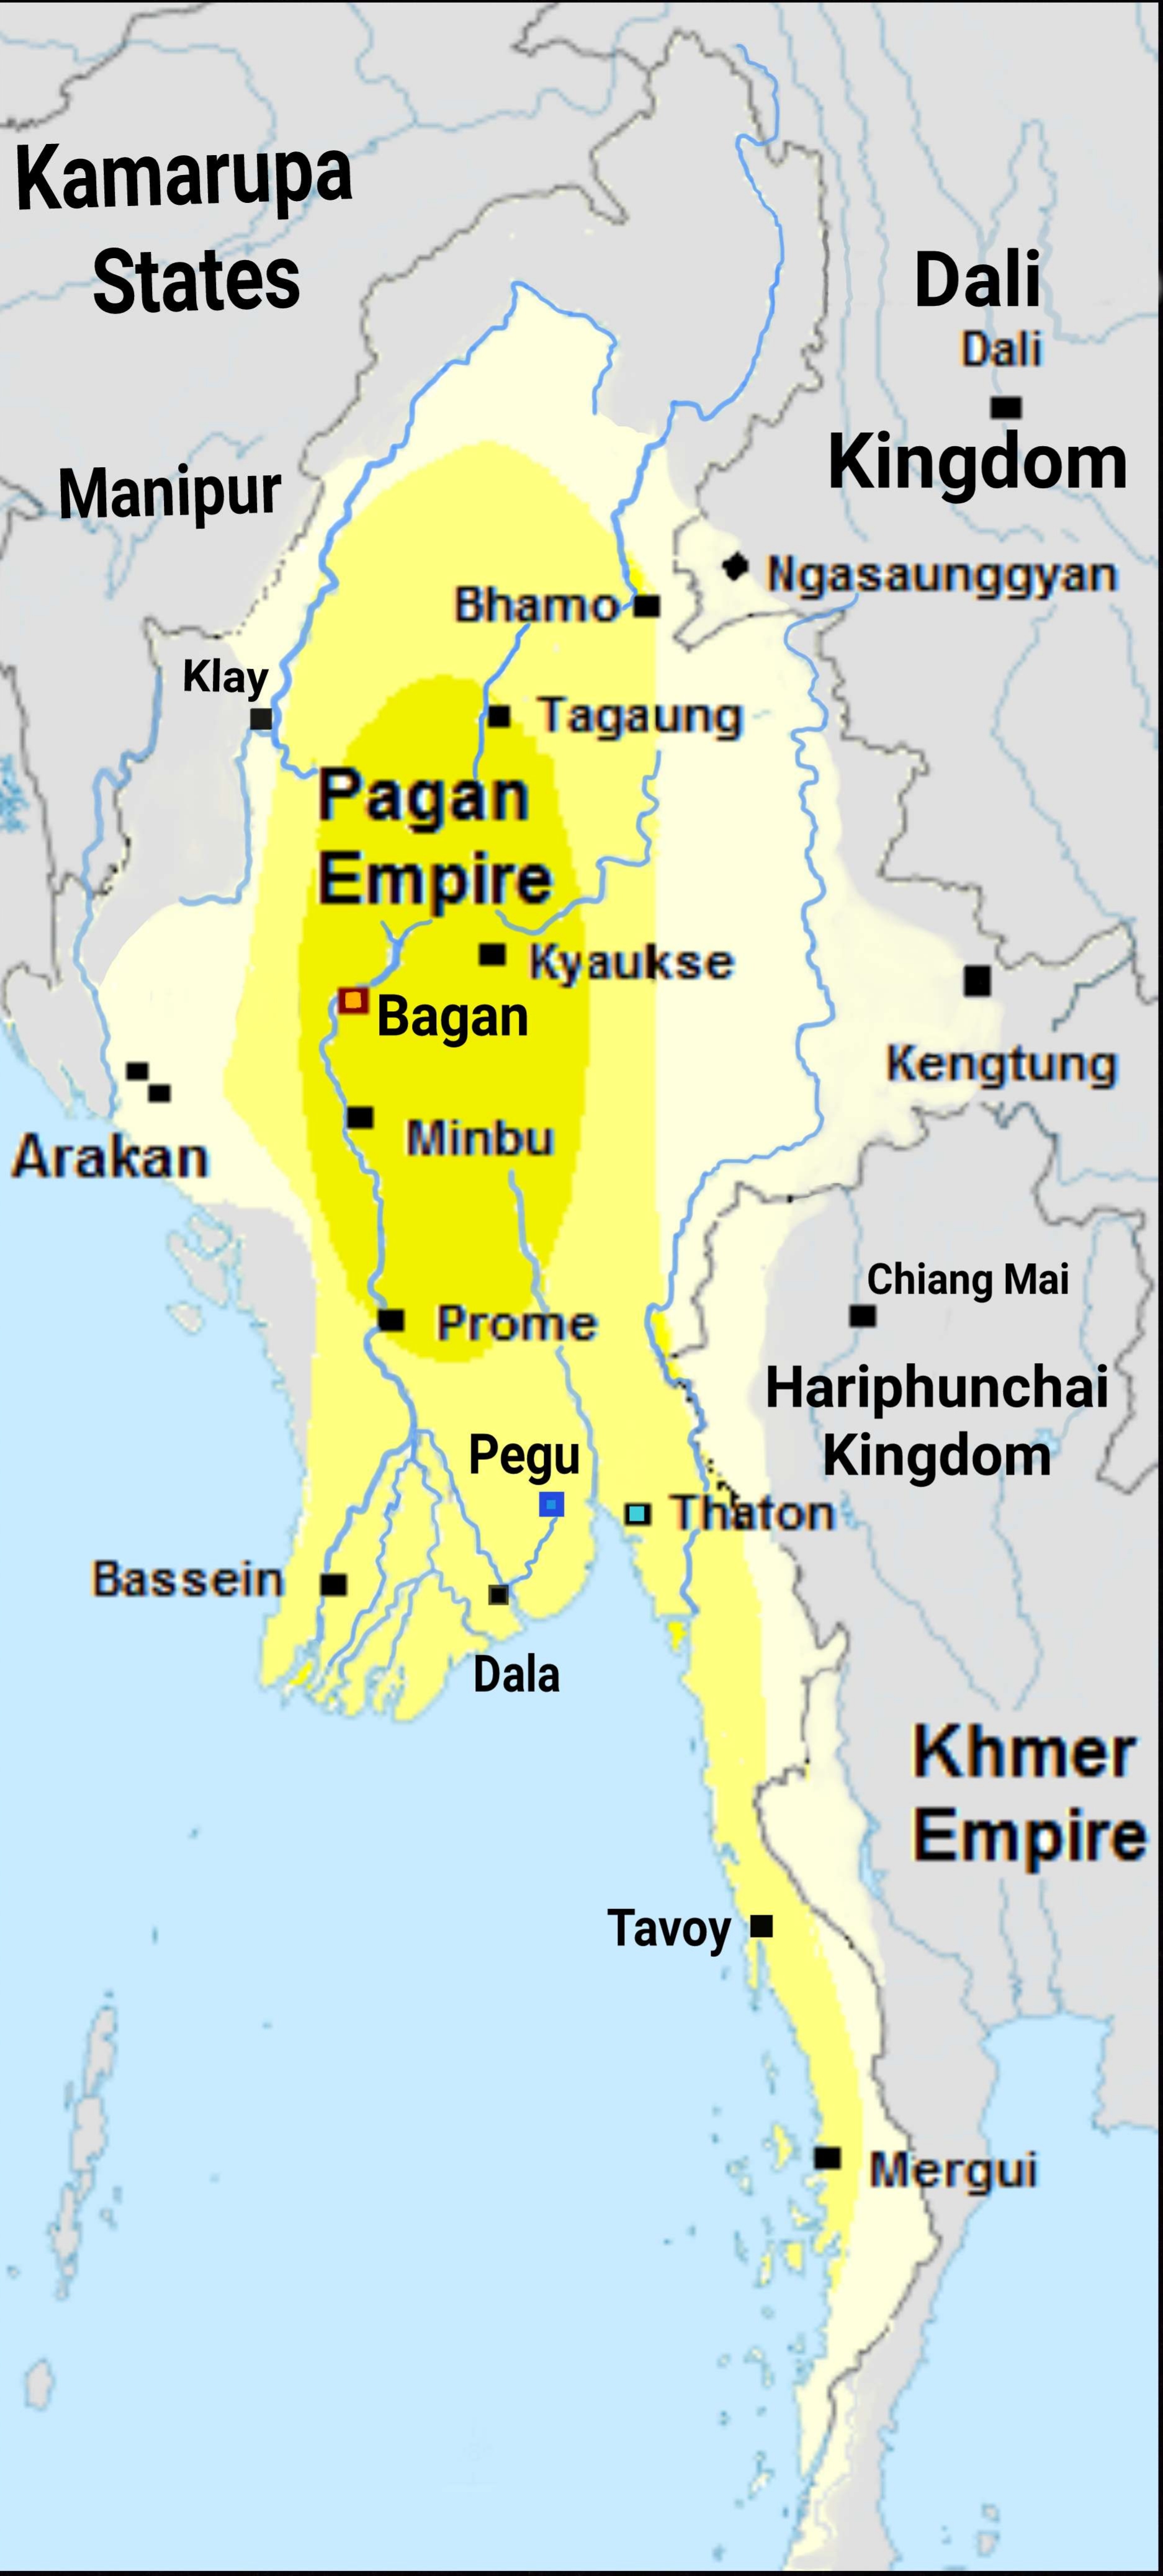 Kamarupa
States
Dali
Dali
Kingdom
Manipur
Ngasaunggyan
Bhamo
Klay
Tagaung
Pagan
Empire
Kyaukse
Bagan
Kengtung
Minbu
Arakan
Chiang Mai
Prome
Hariphunchai
Kingdom
Pegu
Thaton
Bassein
Dala
Khmer
Empire
Tavoy
Mergui